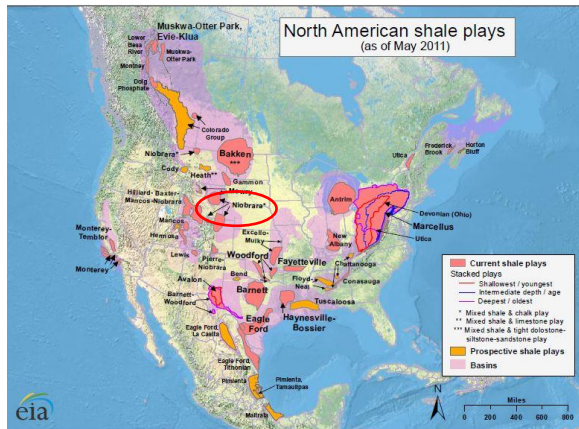 North American shale plays
(as of May 2011)
Muskwa-Otter Park,
Evie-Klua
Lower
Besa
River
Muskwa-
Otter Park
Montney
Doig
Phosphate
Colorado
Group
Niobrara*
Bakken
***
Cody
Heath**
Gammon
Mowry
Hilliard-Baxter-
Mancos-Niobrara
Niobrara*
Mancos
Hermosa
Lewis
Pierre-
Niobrara
Monterey-
Temblor
Monterey
Avalon
Barnett-
Woodford
Bend
Excello-
Mulky
Woodford
Fayetteville
Barnett
Eagle
Ford
Haynesville-
Bossier
Tuscaloosa
Floyd-
Neal
Conasauga
Chattanooga
New
Albany
Antrim
Devonian (Ohio)
Marcellus
Utica
Utica
Frederick
Brook
Horton
Bluff
Eagle Ford,
La Casita
Eagle Ford,
Tithonian
Pimienta
Pimienta,
Tamaulipas
Maltrata
Current shale plays
Stacked plays
Shallowest / youngest
Intermediate depth / age
Deepest / oldest
* Mixed shale & chalk play
** Mixed shale & limestone play
*** Mixed shale & tight dolostone-
siltstone-sandstone play
Prospective shale plays
Basins
Miles
0 200 400 600 800
N
eia